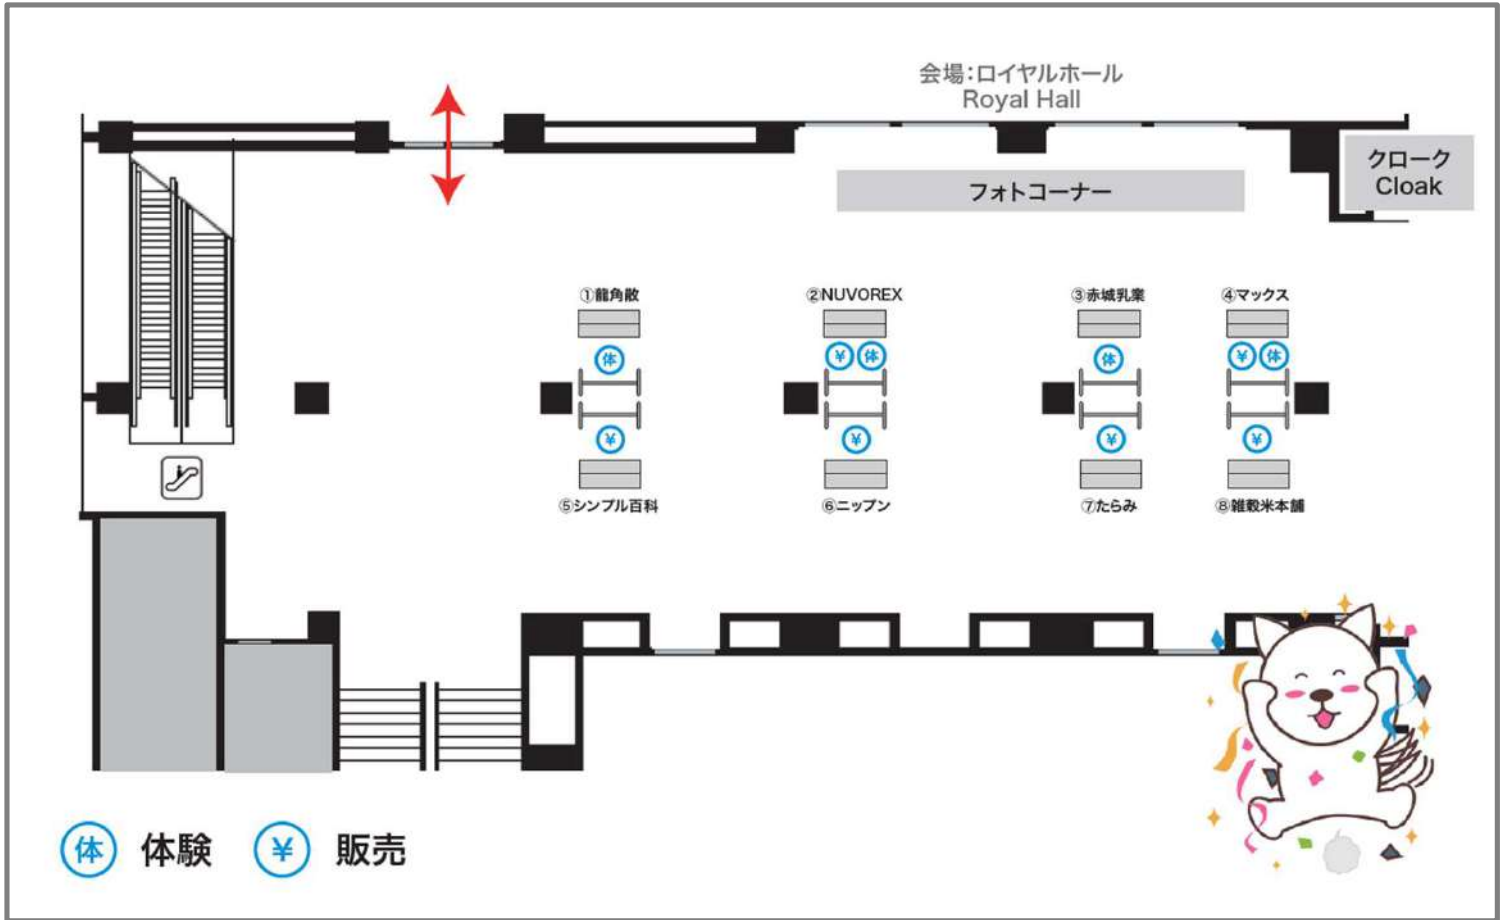 会場：ロイヤルホール
Royal Hall
クローク
Cloak
フォトコーナー
①龍角散
②NUVOREX
③赤城乳業
④マックス
体
¥ 体
体
¥ 体
¥
¥
¥
¥
⑤シンプル百科
⑥ニップン
⑦たらみ
⑧雑穀米本舗
体 体験 ¥ 販売